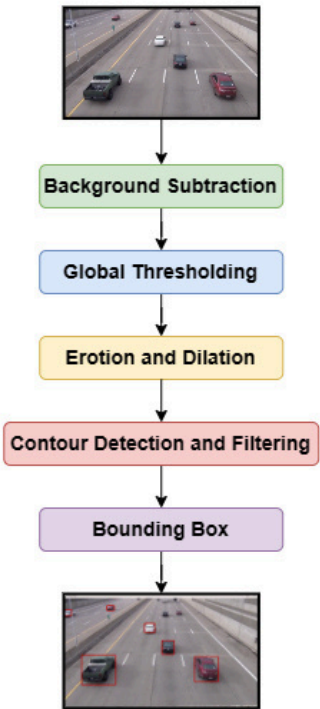 Background Subtraction
Global Thresholding
Erotion and Dilation
Contour Detection and Filtering
Bounding Box